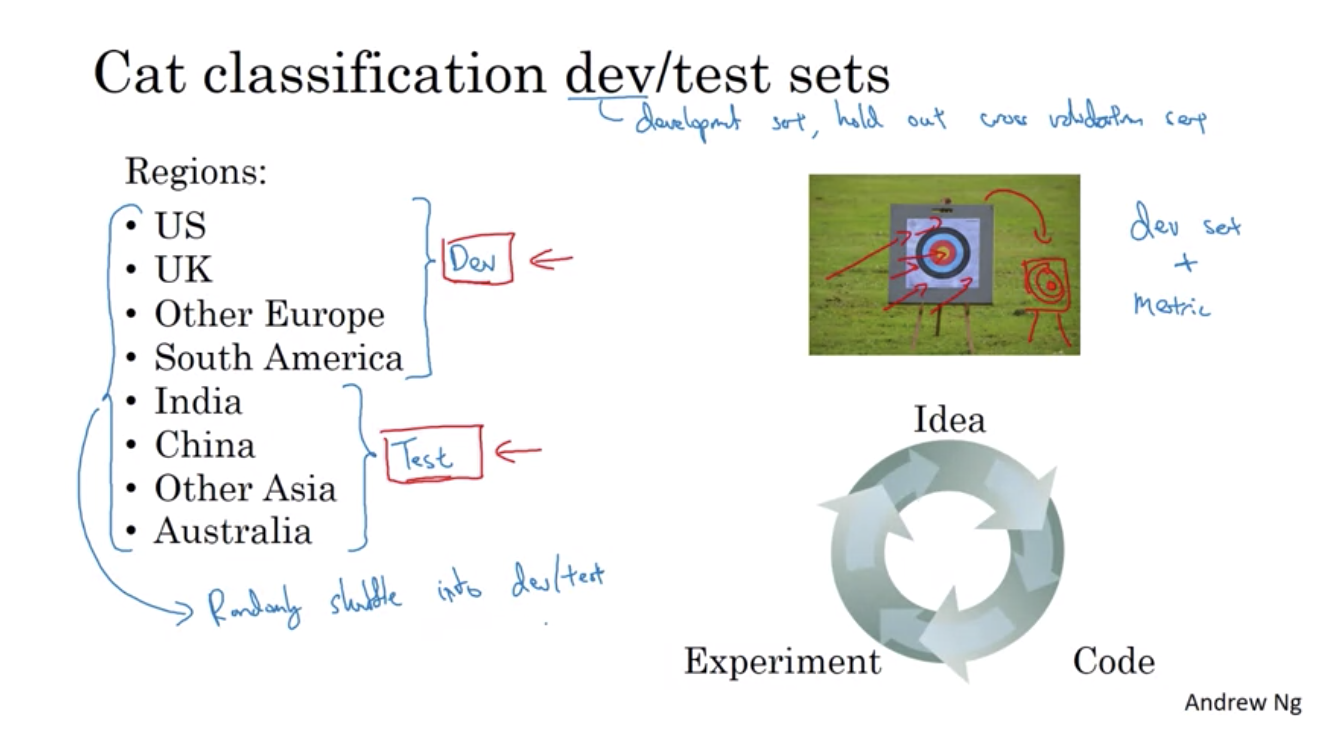 Cat classification dev/test sets
development set, hold out cross validation set
Regions:
• US
• UK
• Other Europe
• South America
• India
• China
• Other Asia
• Australia
Dev
Test
Randomly shuffle into dev/test
dev set
+
metric
Idea
Experiment
Code
Andrew Ng